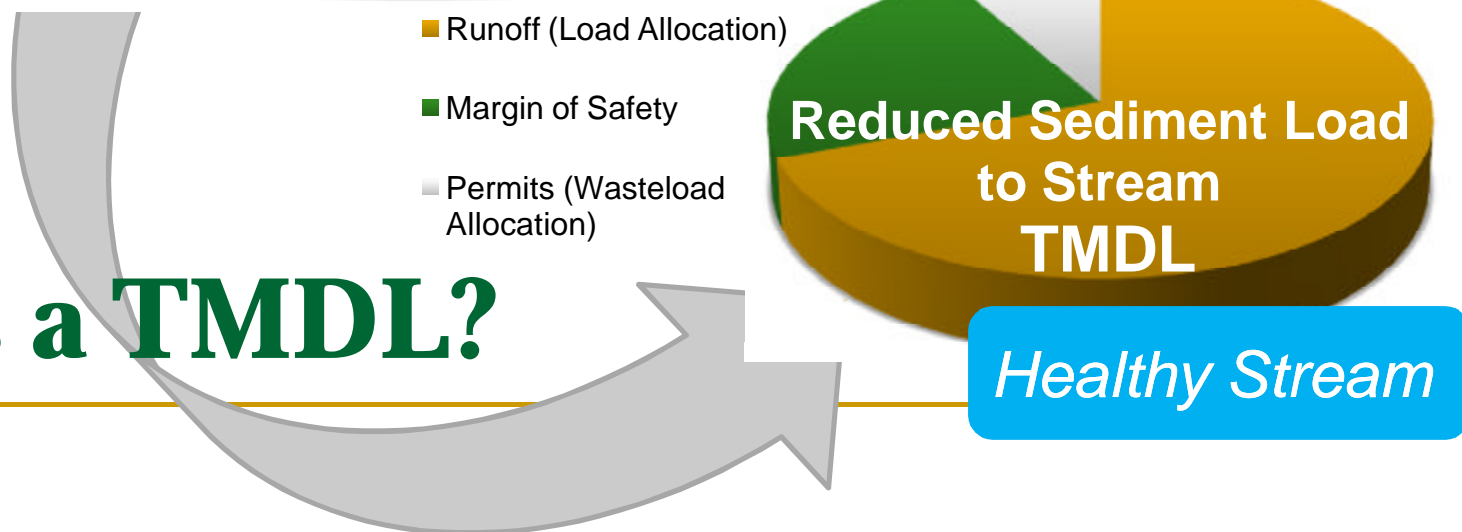 Runoff (Load Allocation)
Margin of Safety
Permits (Wasteload
Allocation)
Reduced Sediment Load
to Stream
TMDL
a TMDL?
Healthy Stream